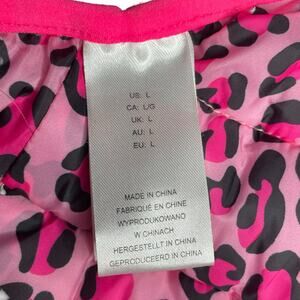 US: L
CA: L/G
UK: L
AU: L
EU: L
MADE IN CHINA
FABRIQUÉ EN CHINE
WYPRODUKOWANO
W CHINACH
HERGESTELLT IN CHINA
GEPRODUCEERD IN CHINA